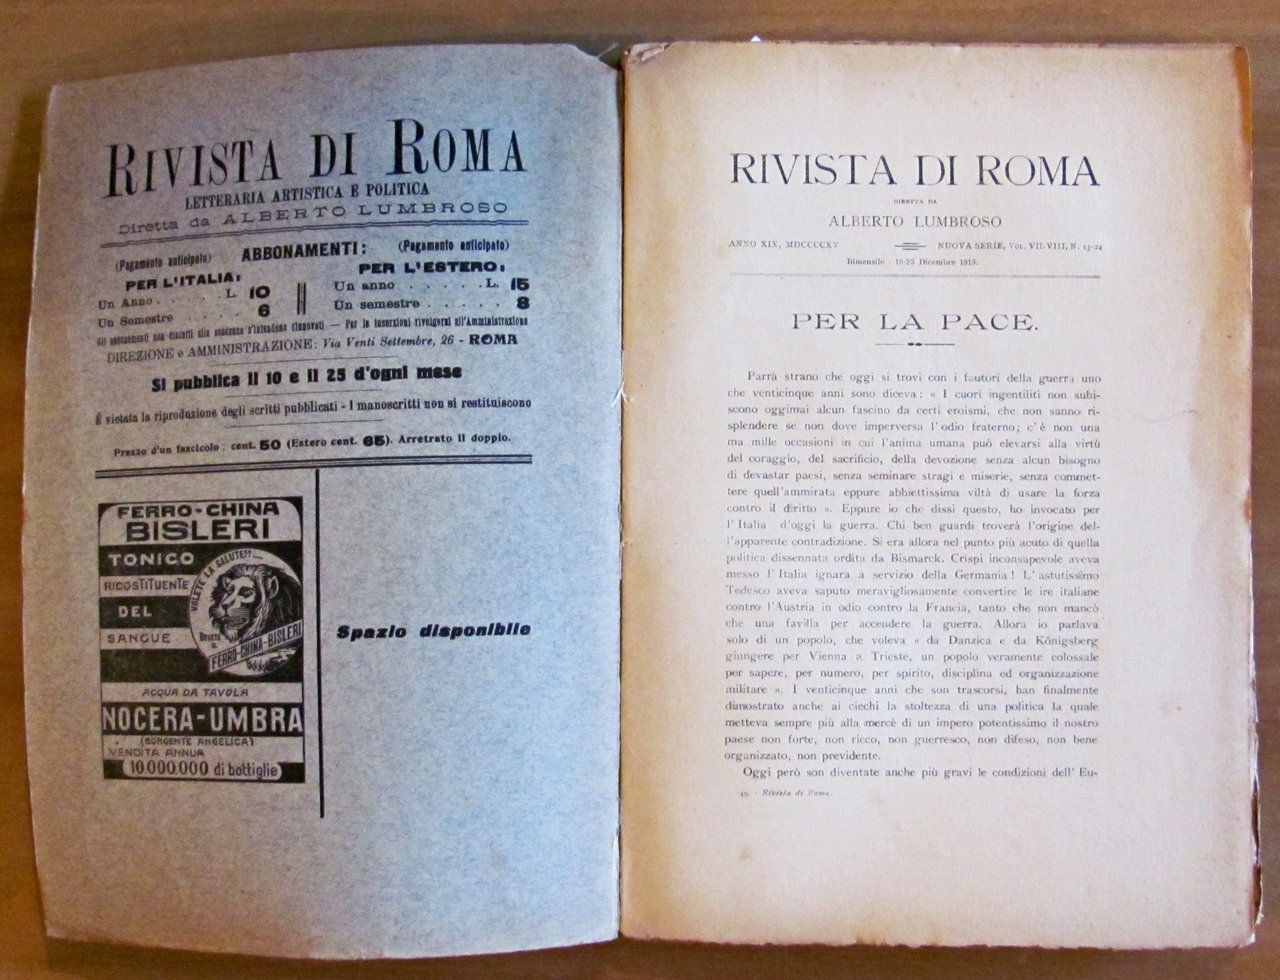 RIVISTA DI ROMA
LETTERARIA ARTISTICA E POLITICA
Diretta da ALBERTO LUMBROSO
(Pagamento anticipato) ABBONAMENTI: (Pagamento anticipato)
PER L'ITALIA:
Un Anno . . . . . L. 10
Un Semestre . . . . . 6
PER L'ESTERO:
Un anno . . . . . L. 15
Un semestre . . . . . 8
Gli abbonamenti non disdetti alla scadenza s'intendono rinnovati — Per le inserzioni rivolgersi all'Amministrazione
DIREZIONE e AMMINISTRAZIONE: Via Venti Settembre, 26 - ROMA
Si pubblica il 10 e il 25 d'ogni mese
È vietata la riproduzione degli scritti pubblicati - I manoscritti non si restituiscono
Prezzo d'un fascicolo: cent. 50 (Estero cent. 65). Arretrato il doppio.
FERRO-CHINA
BISLERI
TONICO
RICOSTITUENTE
DEL
SANGUE
VOLETE LA SALUTE?!....
BEVETE IL
FERRO-CHINA-BISLERI
ACQUA DA TAVOLA
NOCERA-UMBRA
(SORGENTE ANGELICA)
VENDITA ANNUA
10.000.000 di bottiglie
Spazio disponibile
RIVISTA DI ROMA
DIRETTA DA
ALBERTO LUMBROSO
ANNO XIX, MDCCCCXV NUOVA SERIE, Vol. VII-VIII, N. 13-24
Bimensile - 10-25 Dicembre 1915.
PER LA PACE.
Parrà strano che oggi si trovi con i fautori della guerra uno
che venticinque anni sono diceva: « I cuori ingentiliti non subi-
scono oggimai alcun fascino da certi eroismi, che non sanno ri-
splendere se non dove imperversa l'odio fraterno; c'è non una
ma mille occasioni in cui l'anima umana può elevarsi alla virtù
del coraggio, del sacrificio, della devozione senza alcun bisogno
di devastar paesi, senza seminare stragi e miserie, senza commet-
tere quell'ammirata eppure abbiettissima viltà di usare la forza
contro il diritto ». Eppure io che dissi questo, ho invocato per
l'Italia d'oggi la guerra. Chi ben guardi troverà l'origine del-
l'apparente contradizione. Si era allora nel punto più acuto di quella
politica dissennata ordita da Bismarck. Crispi inconsapevole aveva
messo l'Italia ignara a servizio della Germania! L'astutissimo
Tedesco aveva saputo meravigliosamente convertire le ire italiane
contro l'Austria in odio contro la Francia, tanto che non mancò
che una favilla per accendere la guerra. Allora io parlava
solo di un popolo, che voleva « da Danzica e da Königsberg
giungere per Vienna a Trieste, un popolo veramente colossale
per sapere, per numero, per spirito, disciplina ed organizzazione
militare ». I venticinque anni che son trascorsi, han finalmente
dimostrato anche ai ciechi la stoltezza di una politica la quale
metteva sempre più alla mercè di un impero potentissimo il nostro
paese non forte, non ricco, non guerresco, non difeso, non bene
organizzato, non previdente.
Oggi però son diventate anche più gravi le condizioni dell'Eu-
49. - Rivista di Roma.